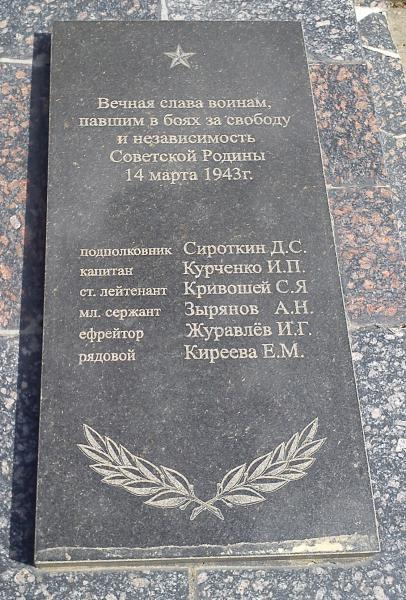 Вечная слава воинам,
павшим в боях за свободу
и независимость
Советской Родины
14 марта 1943г.
подполковник Сироткин Д.С.
капитан Курченко И.П.
ст. лейтенант Кривошей С.Я
мл. сержант Зырянов А.Н.
ефрейтор Журавлёв И.Г.
рядовой Киреева Е.М.